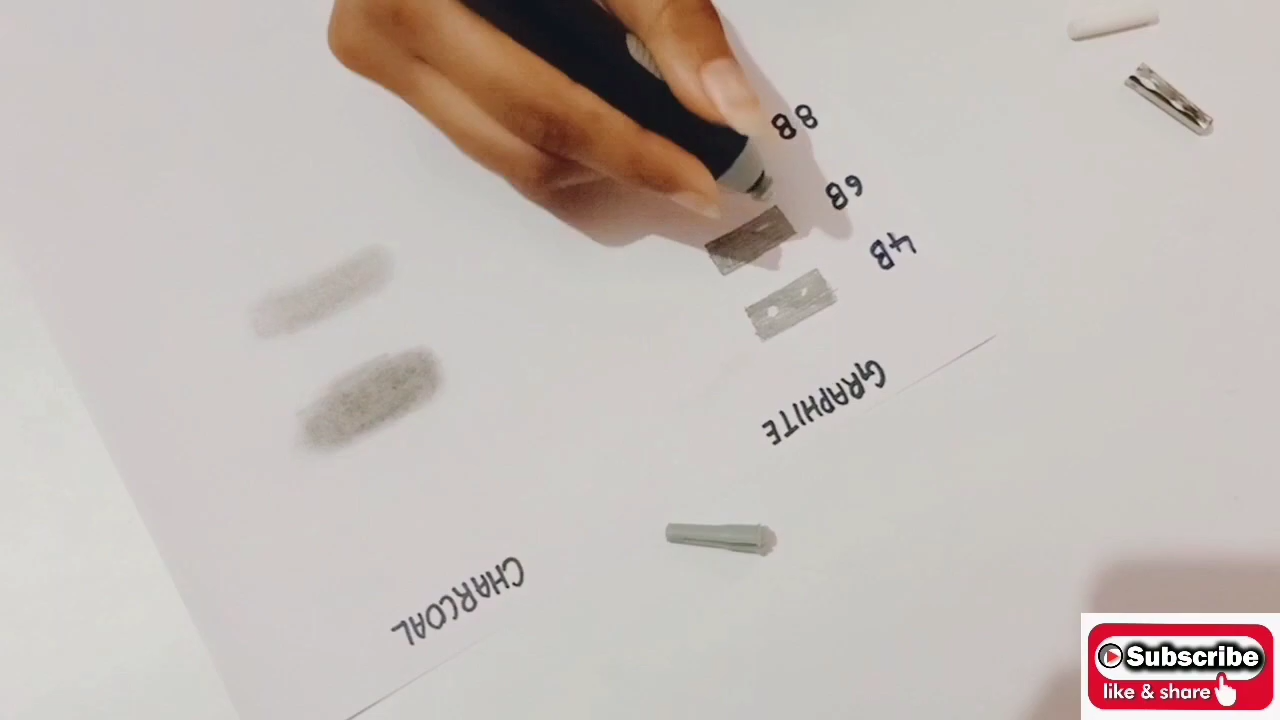 GRAPHITE
4B
6B
8B
CHARCOAL
Subscribe
like & share